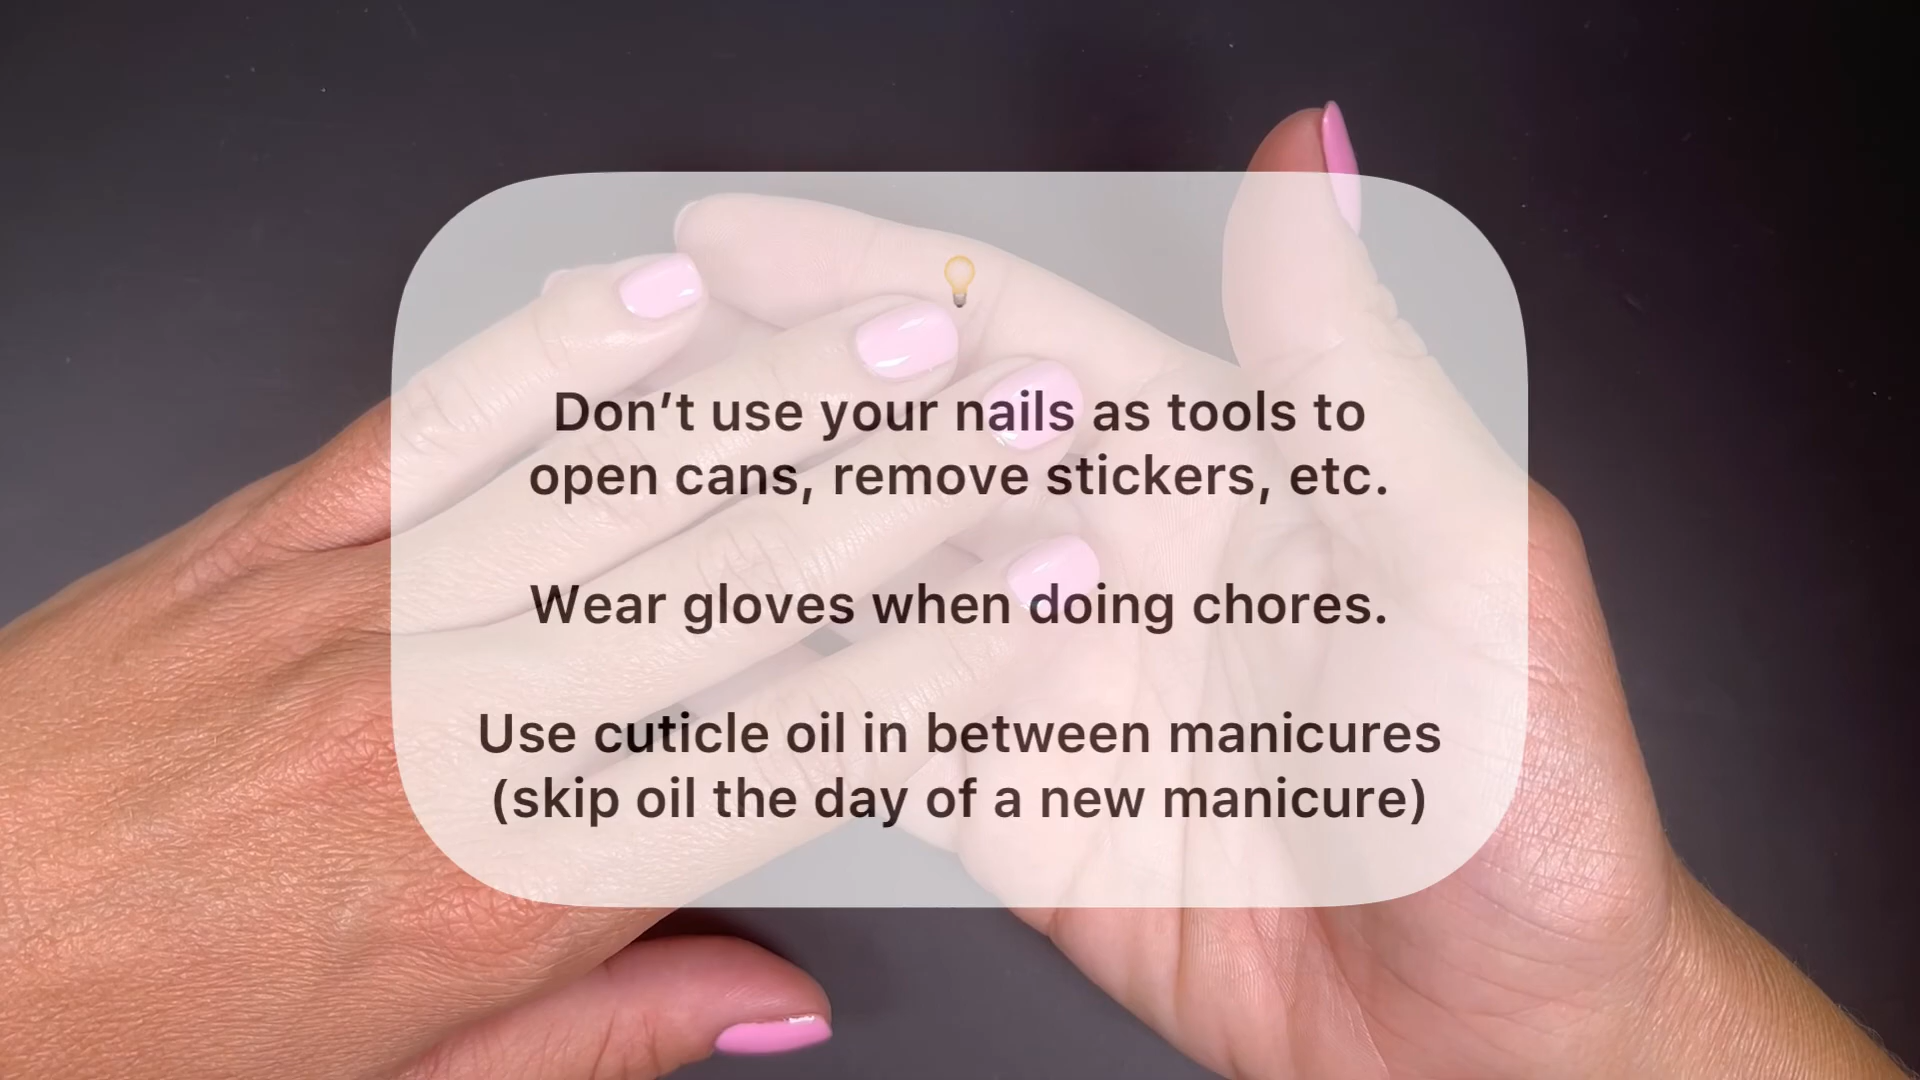 Don’t use your nails as tools to
open cans, remove stickers, etc.
Wear gloves when doing chores.
Use cuticle oil in between manicures
(skip oil the day of a new manicure)